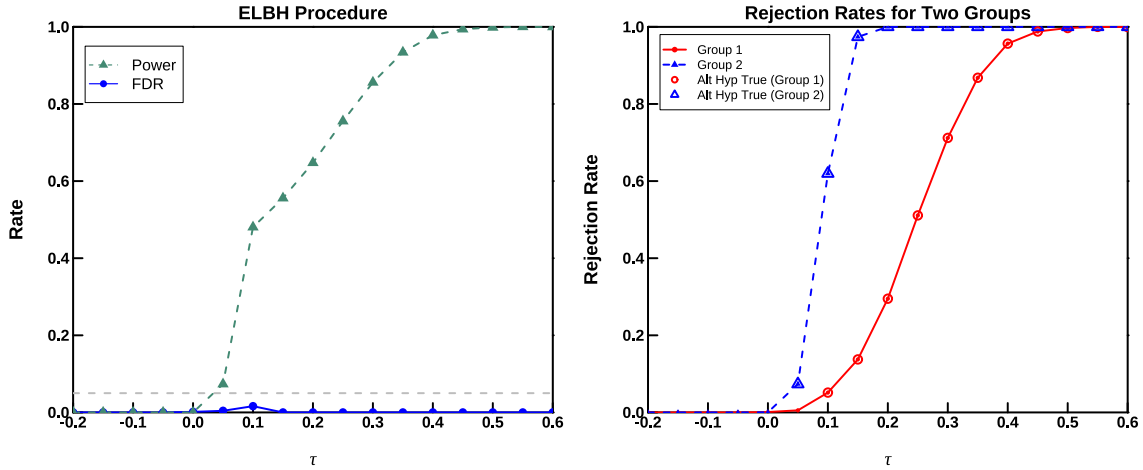 ELBH Procedure
Power
FDR
Rate
1.0
0.8
0.6
0.4
0.2
0.0
-0.2 -0.1 0.0 0.1 0.2 0.3 0.4 0.5 0.6
τ
Rejection Rates for Two Groups
Group 1
Group 2
Alt Hyp True (Group 1)
Alt Hyp True (Group 2)
Rejection Rate
1.0
0.8
0.6
0.4
0.2
0.0
-0.2 -0.1 0.0 0.1 0.2 0.3 0.4 0.5 0.6
τ